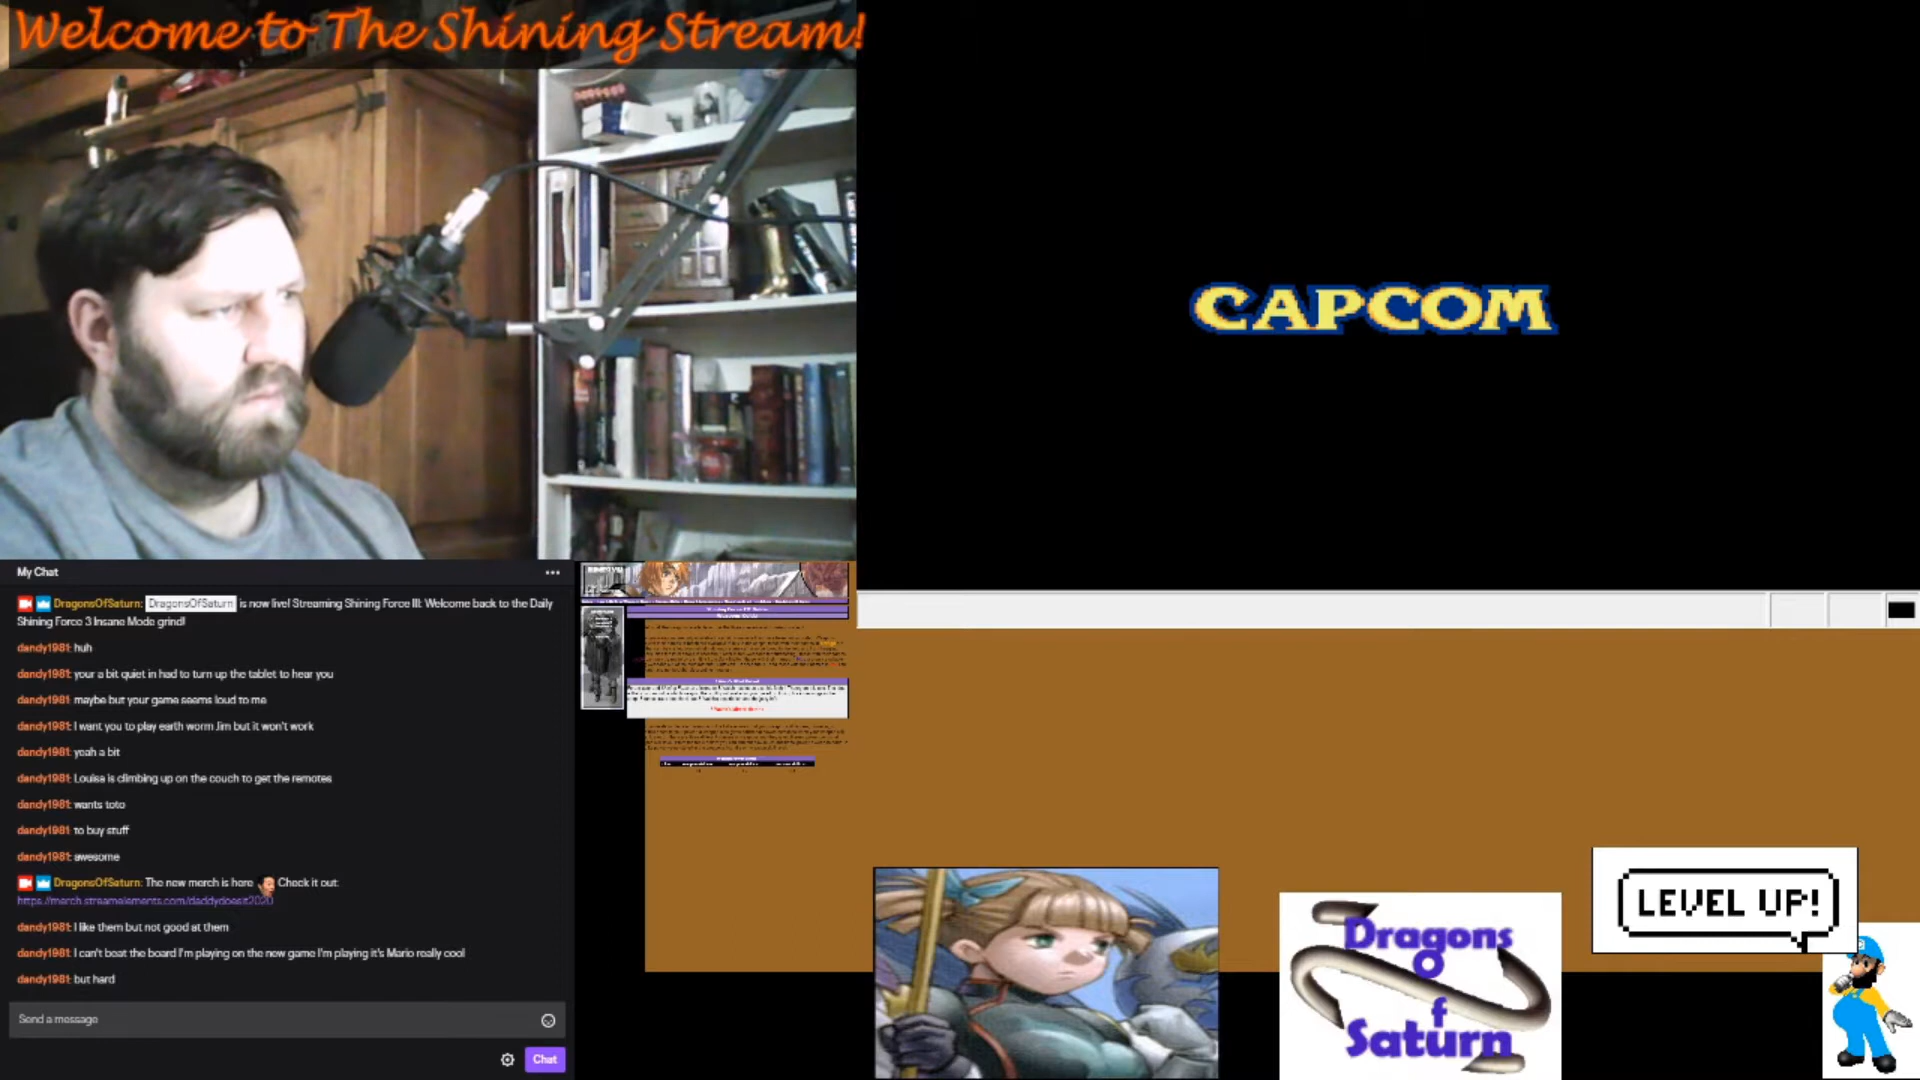 Welcome to The Shining Stream!
CAPCOM
My Chat
DragonsOfSaturn: DragonsOfSaturn is now live! Streaming Shining Force III: Welcome back to the Daily
Shining Force 3 Insane Mode grind!
dandy1981: huh
dandy1981: your a bit quiet in had to turn up the tablet to hear you
dandy1981: maybe but your game seems loud to me
dandy1981: I want you to play earth worm Jim but it won't work
dandy1981: yeah a bit
dandy1981: Louisa is climbing up on the couch to get the remotes
dandy1981: wants toto
dandy1981: to buy stuff
dandy1981: awesome
DragonsOfSaturn: The new merch is here Check it out:
https://merch.streamelements.com/daddydoesit2020
dandy1981: I like them but not good at them
dandy1981: I can't beat the board I'm playing on the new game I'm playing it's Mario really cool
dandy1981: but hard
Send a message
Chat
Dragons
Of
Saturn
LEVEL UP!